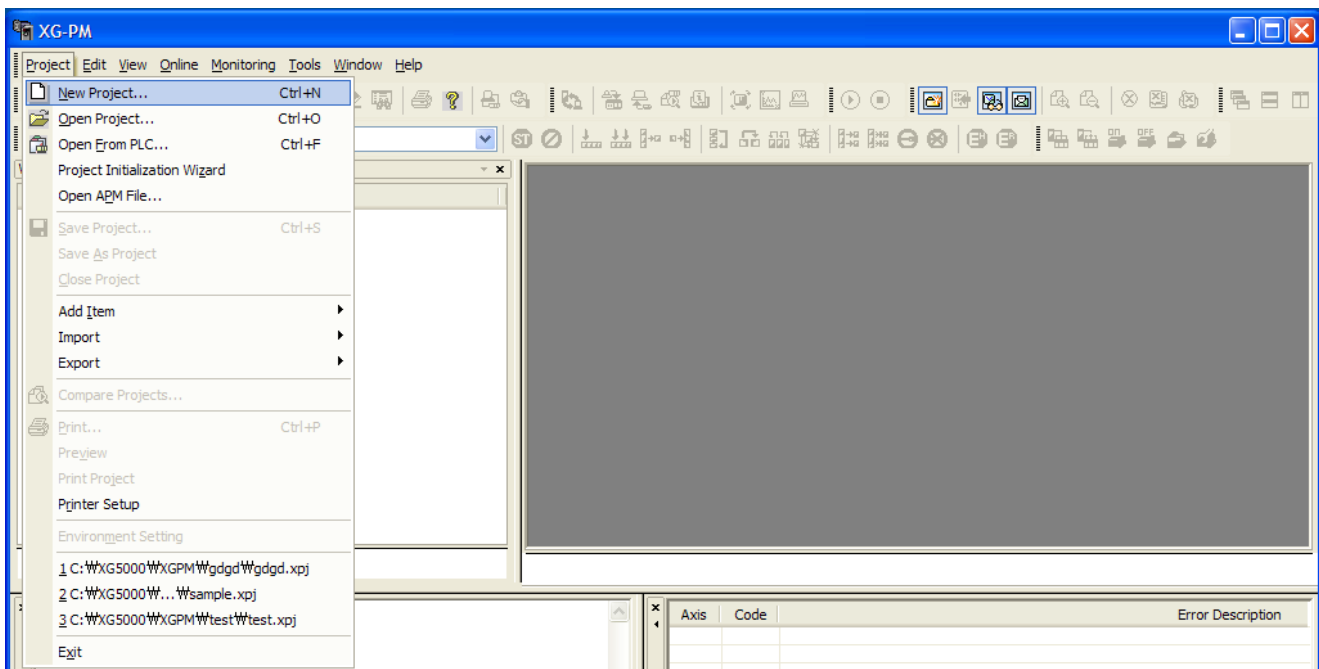 XG-PM
Project Edit View Online Monitoring Tools Window Help
New Project... Ctrl+N
Open Project... Ctrl+O
Open From PLC... Ctrl+F
Project Initialization Wizard
Open APM File...
Save Project... Ctrl+S
Save As Project
Close Project
Add Item
Import
Export
Compare Projects...
Print... Ctrl+P
Preview
Print Project
Printer Setup
Environment Setting
1 C:₩XG5000₩XGPM₩gdgd₩gdgd.xpj
2 C:₩XG5000₩...₩sample.xpj
3 C:₩XG5000₩XGPM₩test₩test.xpj
Exit
Axis Code Error Description